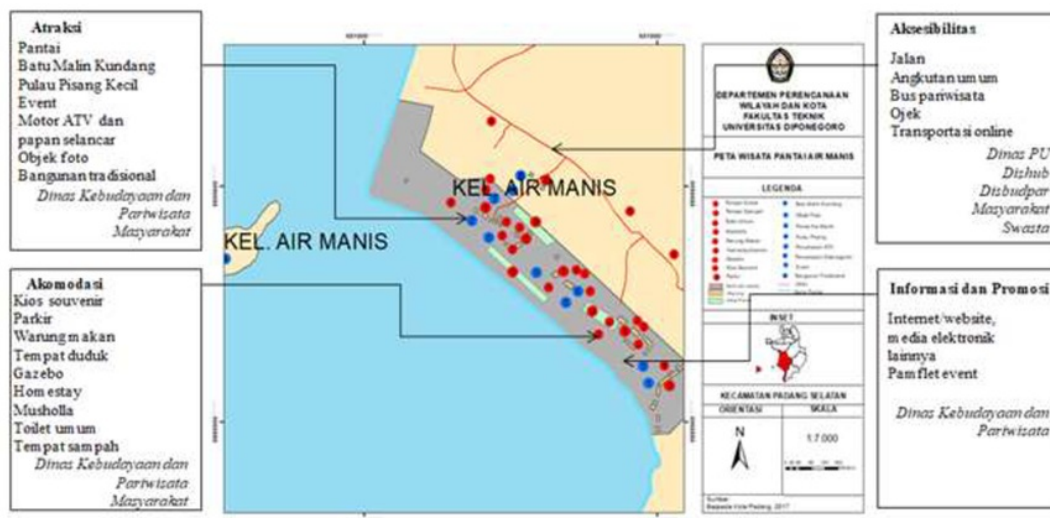 Atraksi
Pantai
Batu Malin Kundang
Pulau Pisang Kecil
Event
Motor ATV dan
papan selancar
Objek foto
Bangunan tradisional
Dinas Kebudayaan dan
Pariwisata
Masyarakat
Akomodasi
Kios souvenir
Parkir
Warung makan
Tempat duduk
Gazebo
Homestay
Musholla
Toilet umum
Tempat sampah
Dinas Kebudayaan dan
Pariwisata
Masyarakat
KEL. AIR MANIS
KEL. AIR MANIS
DEPARTEMEN PERENCANAAN
WILAYAH DAN KOTA
FAKULTAS TEKNIK
UNIVERSITAS DIPONEGORO
PETA WISATA PANTAI AIR MANIS
LEGENDA
INSET
KECAMATAN PADANG SELATAN
ORIENTASI
SKALA
N
1:7.000
Sumber:
Bappeda Kota Padang, 2017
Aksesibilitas
Jalan
Angkutan umum
Bus pariwisata
Ojek
Transportasi online
Dinas PU
Dishub
Disbudpar
Masyarakat
Swasta
Informasi dan Promosi
Internet/website,
media elektronik
lainnya
Pamflet event
Dinas Kebudayaan dan
Pariwisata